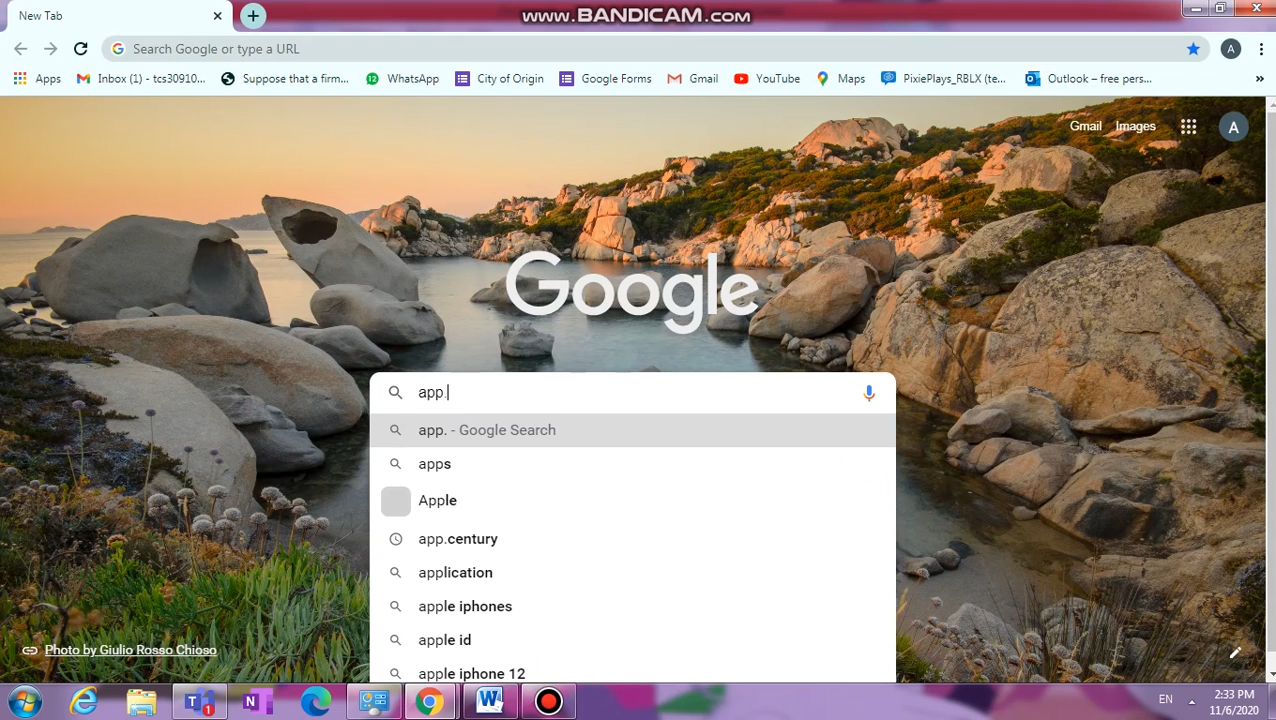 New Tab
www.BANDICAM.com
Search Google or type a URL
A
Apps
Inbox (1) - tcs30910...
Suppose that a firm...
WhatsApp
City of Origin
Google Forms
Gmail
YouTube
Maps
PixiePlays_RBLX (te...
Outlook – free pers...
»
Gmail
Images
A
Google
app.
app. - Google Search
apps
Apple
app.century
application
apple iphones
apple id
apple iphone 12
Photo by Giulio Rosso Chioso
EN
2:33 PM
11/6/2020